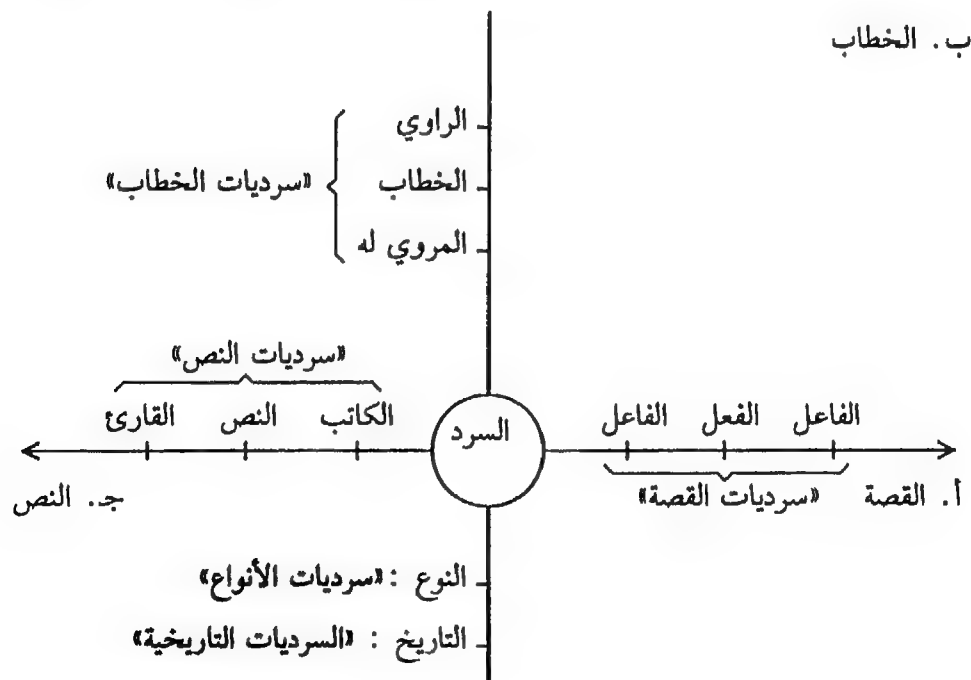 ب. الخطاب
الراوي
الخطاب
«سرديات الخطاب»
المروي له
«سرديات النص»
الفاعل الفعل الفاعل
السرد
الكاتب النص القارئ
أ. القصة
«سرديات القصة»
جـ. النص
النوع : «سرديات الأنواع»
التاريخ : «السرديات التاريخية»